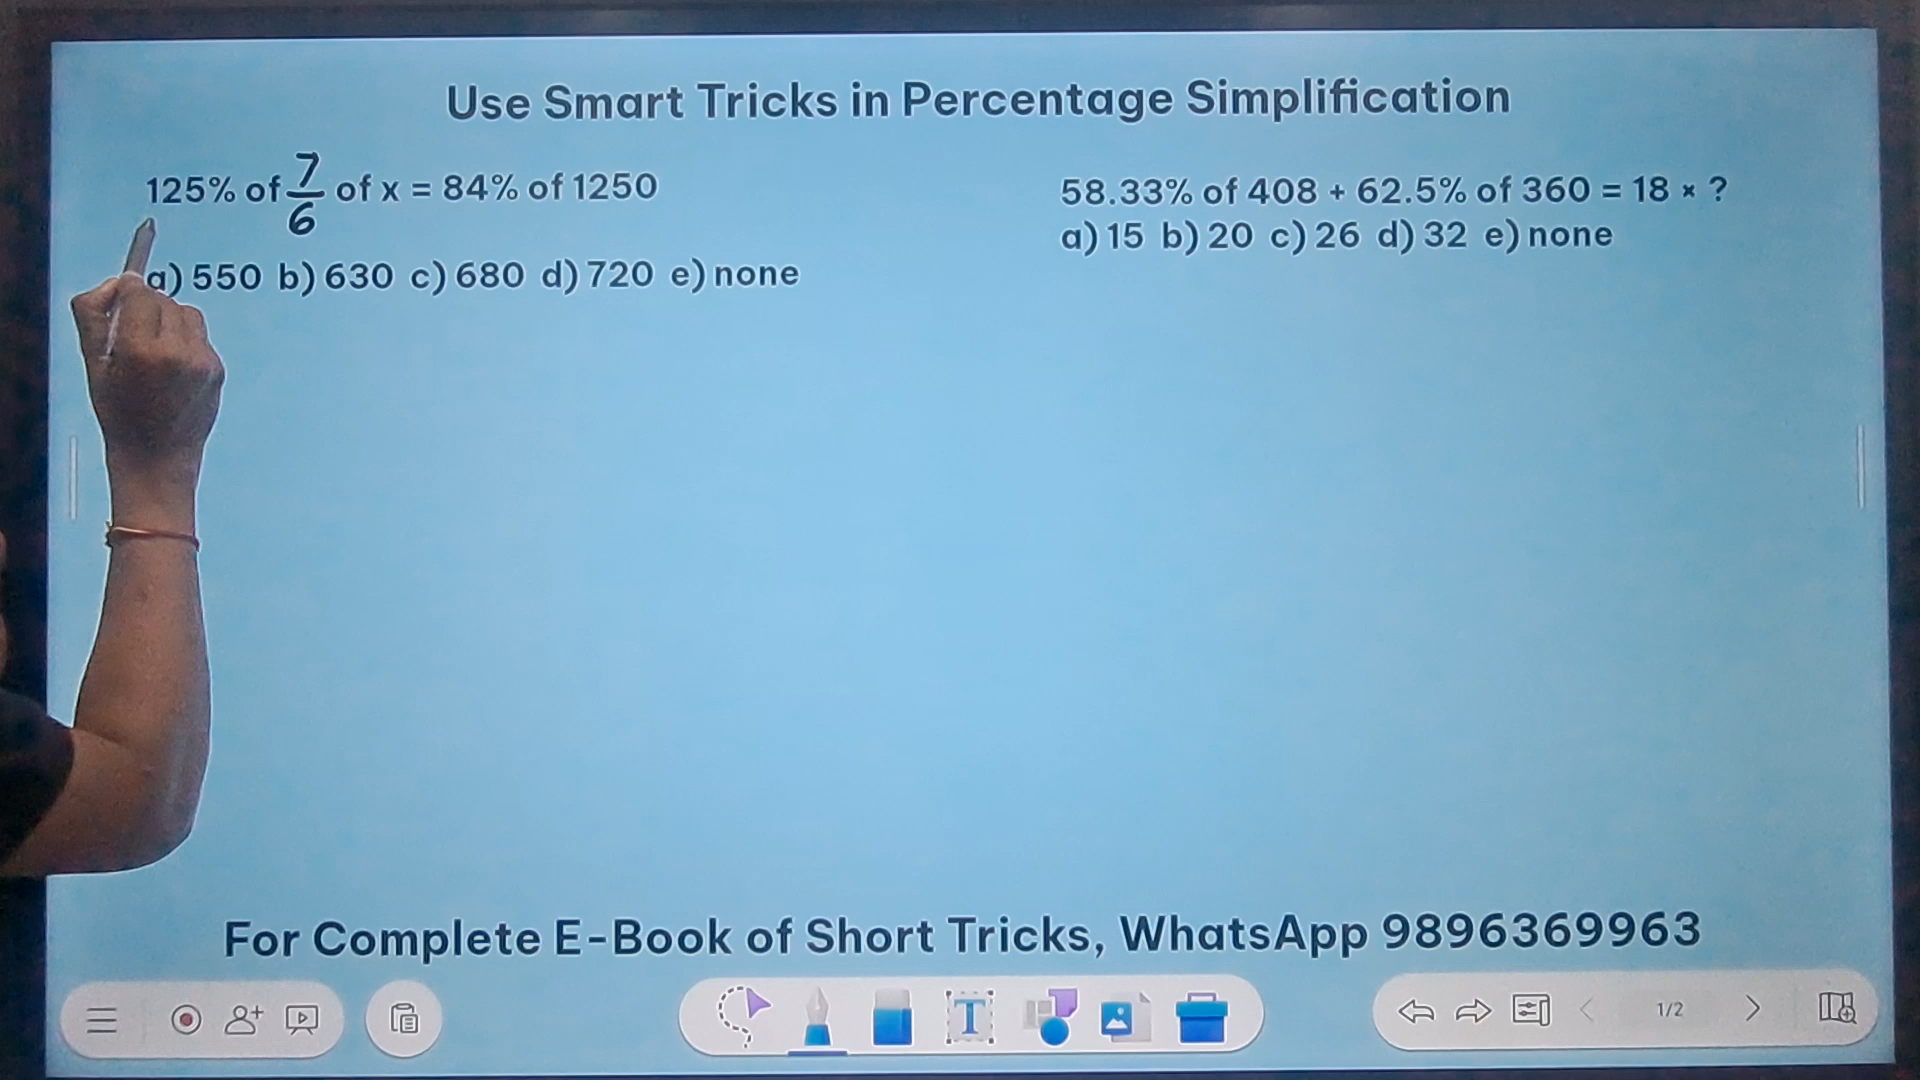 Use Smart Tricks in Percentage Simplification
125% of 7/6 of x = 84% of 1250
a) 550 b) 630 c) 680 d) 720 e) none
58.33% of 408 + 62.5% of 360 = 18 × ?
a) 15 b) 20 c) 26 d) 32 e) none
For Complete E-Book of Short Tricks, WhatsApp 9896369963
T
1/2